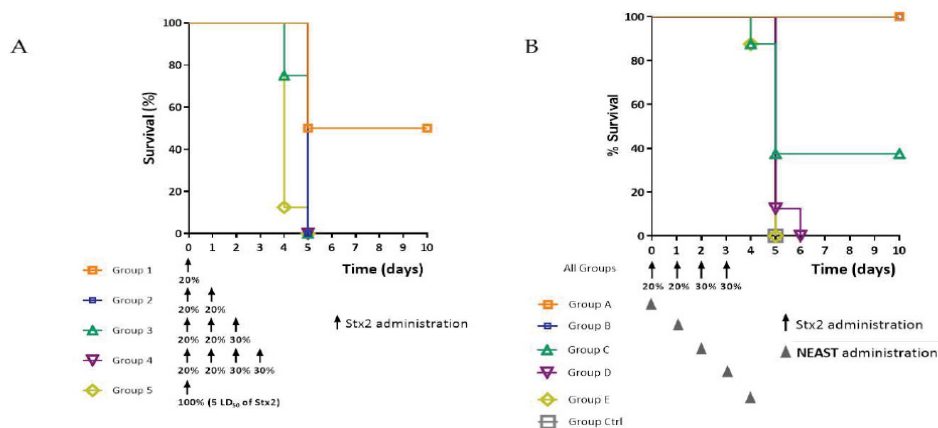 A
B
Survival (%)
100
80
60
40
20
0
0 1 2 3 4 5 6 7 8 9 10
Time (days)
Group 1
20%
Group 2
20% 20%
Group 3
20% 20% 30%
Group 4
20% 20% 30% 30%
Group 5
100% (5 LD50 of Stx2)
Stx2 administration
% Survival
100
80
60
40
20
0
0 1 2 3 4 5 6 7 8 9 10
Time (days)
All Groups
20% 20% 30% 30%
Group A
Group B
Group C
Group D
Group E
Group Ctrl
Stx2 administration
NEAST administration